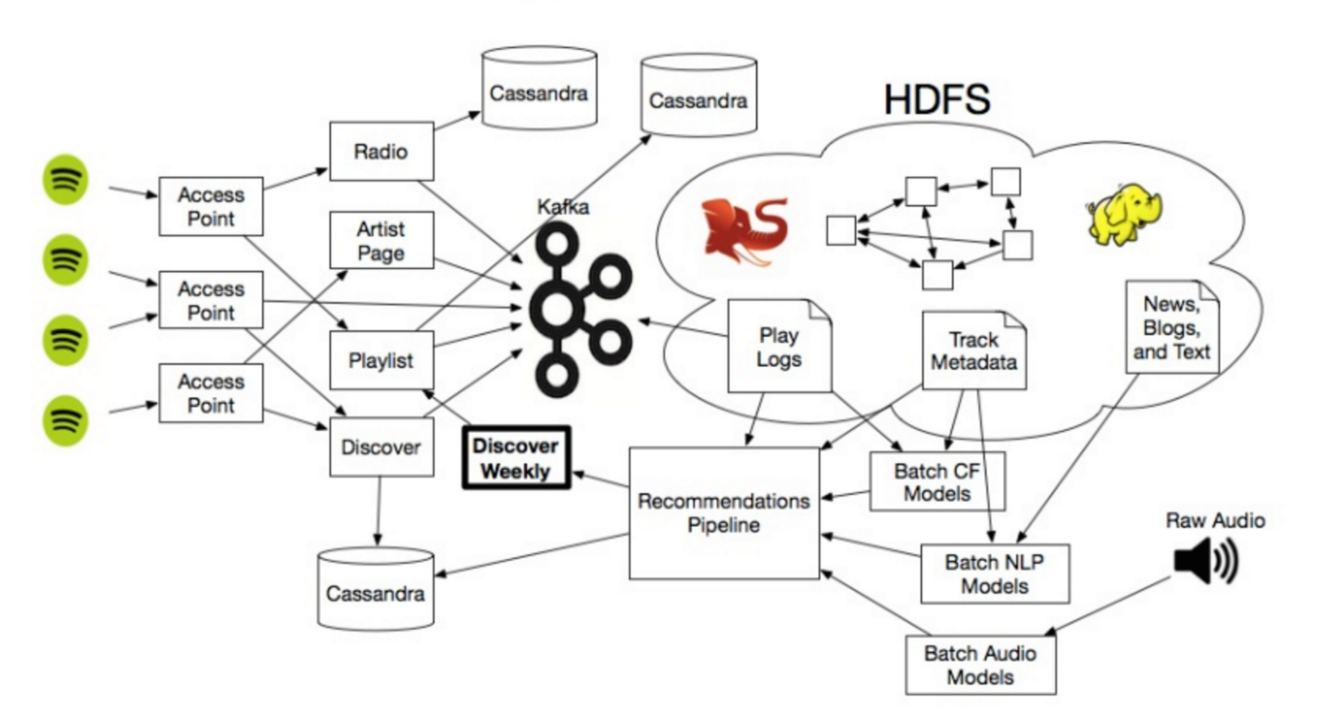 Cassandra
Cassandra
HDFS
Radio
Access
Point
Kafka
Artist
Page
Access
Point
News,
Blogs,
and Text
Play
Logs
Track
Metadata
Playlist
Access
Point
Discover
Discover
Weekly
Recommendations
Pipeline
Batch CF
Models
Raw Audio
Batch NLP
Models
Cassandra
Batch Audio
Models